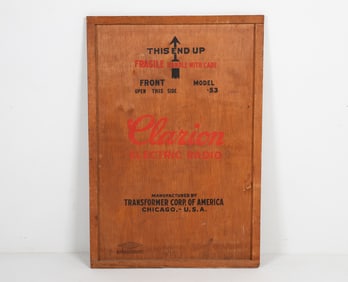 THIS END UP
FRAGILE HANDLE WITH CARE
FRONT MODEL
OPEN THIS SIDE 53
Clarion
ELECTRIC RADIO
MANUFACTURED BY
TRANSFORMER CORP. OF AMERICA
CHICAGO, - U.S.A.